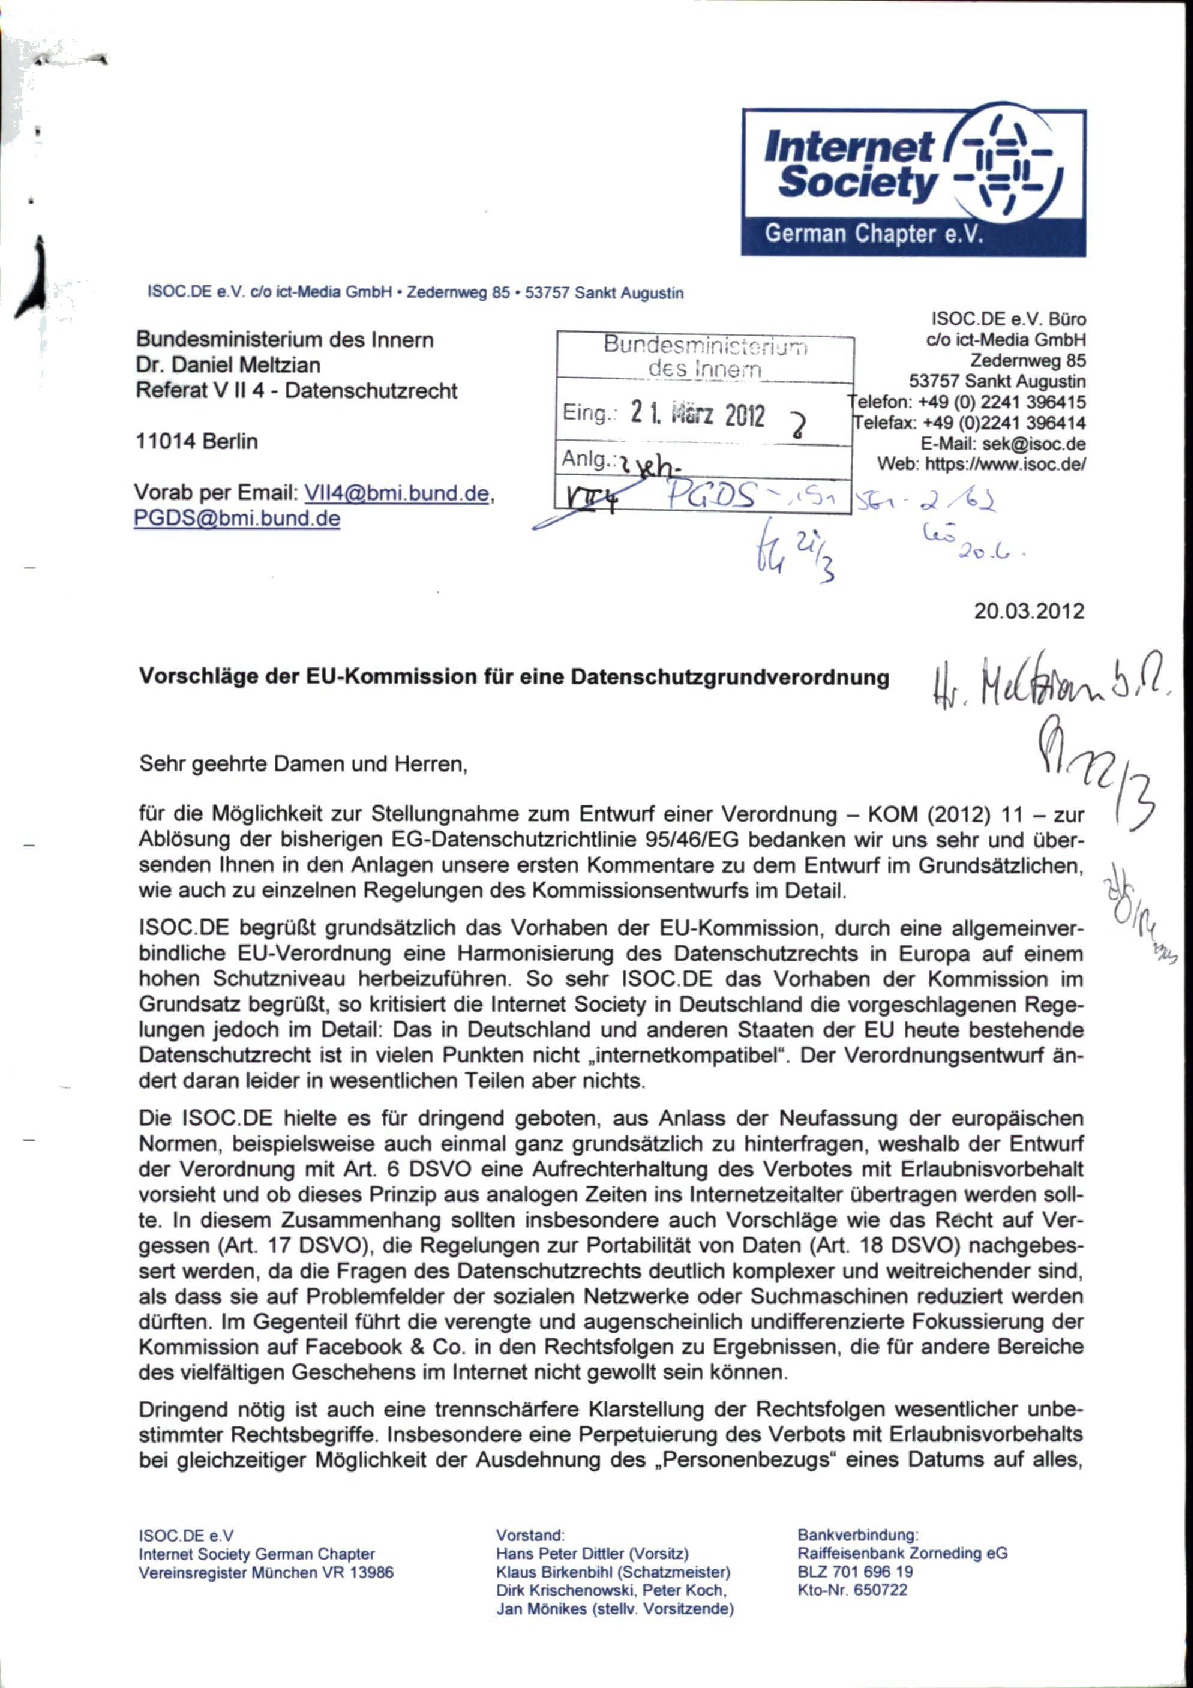 Internet
Society
German Chapter e.V.
ISOC.DE e.V. c/o ict-Media GmbH • Zedernweg 85 • 53757 Sankt Augustin
ISOC.DE e.V. Büro
c/o ict-Media GmbH
Zedernweg 85
53757 Sankt Augustin
Telefon: +49 (0) 2241 396415
Telefax: +49 (0)2241 396414
E-Mail: sek@isoc.de
Web: https://www.isoc.de/
Bundesministerium des Innern
Dr. Daniel Meltzian
Referat V II 4 - Datenschutzrecht
11014 Berlin
Vorab per Email: VII4@bmi.bund.de,
PGDS@bmi.bund.de
Bundesministerium
des Innern
Eing.: 21. März 2012
Anlg.:
VII4 PGDS
21/3
20.6.
20.03.2012
Vorschläge der EU-Kommission für eine Datenschutzgrundverordnung
Hr. Meltzian
22/3
Sehr geehrte Damen und Herren,
für die Möglichkeit zur Stellungnahme zum Entwurf einer Verordnung – KOM (2012) 11 – zur
Ablösung der bisherigen EG-Datenschutzrichtlinie 95/46/EG bedanken wir uns sehr und über-
senden Ihnen in den Anlagen unsere ersten Kommentare zu dem Entwurf im Grundsätzlichen,
wie auch zu einzelnen Regelungen des Kommissionsentwurfs im Detail.
ISOC.DE begrüßt grundsätzlich das Vorhaben der EU-Kommission, durch eine allgemeinver-
bindliche EU-Verordnung eine Harmonisierung des Datenschutzrechts in Europa auf einem
hohen Schutzniveau herbeizuführen. So sehr ISOC.DE das Vorhaben der Kommission im
Grundsatz begrüßt, so kritisiert die Internet Society in Deutschland die vorgeschlagenen Rege-
lungen jedoch im Detail: Das in Deutschland und anderen Staaten der EU heute bestehende
Datenschutzrecht ist in vielen Punkten nicht „internetkompatibel“. Der Verordnungsentwurf än-
dert daran leider in wesentlichen Teilen aber nichts.
Die ISOC.DE hielte es für dringend geboten, aus Anlass der Neufassung der europäischen
Normen, beispielsweise auch einmal ganz grundsätzlich zu hinterfragen, weshalb der Entwurf
der Verordnung mit Art. 6 DSVO eine Aufrechterhaltung des Verbotes mit Erlaubnisvorbehalt
vorsieht und ob dieses Prinzip aus analogen Zeiten ins Internetzeitalter übertragen werden soll-
te. In diesem Zusammenhang sollten insbesondere auch Vorschläge wie das Recht auf Ver-
gessen (Art. 17 DSVO), die Regelungen zur Portabilität von Daten (Art. 18 DSVO) nachgebes-
sert werden, da die Fragen des Datenschutzrechts deutlich komplexer und weitreichender sind,
als dass sie auf Problemfelder der sozialen Netzwerke oder Suchmaschinen reduziert werden
dürften. Im Gegenteil führt die verengte und augenscheinlich undifferenzierte Fokussierung der
Kommission auf Facebook & Co. in den Rechtsfolgen zu Ergebnissen, die für andere Bereiche
des vielfältigen Geschehens im Internet nicht gewollt sein können.
Dringend nötig ist auch eine trennschärfere Klarstellung der Rechtsfolgen wesentlicher unbe-
stimmter Rechtsbegriffe. Insbesondere eine Perpetuierung des Verbots mit Erlaubnisvorbehalts
bei gleichzeitiger Möglichkeit der Ausdehnung des „Personenbezugs“ eines Datums auf alles,
ISOC.DE e.V
Internet Society German Chapter
Vereinsregister München VR 13986
Vorstand:
Hans Peter Dittler (Vorsitz)
Klaus Birkenbihl (Schatzmeister)
Dirk Krischenowski, Peter Koch,
Jan Mönikes (stellv. Vorsitzende)
Bankverbindung:
Raiffeisenbank Zorneding eG
BLZ 701 696 19
Kto-Nr. 650722